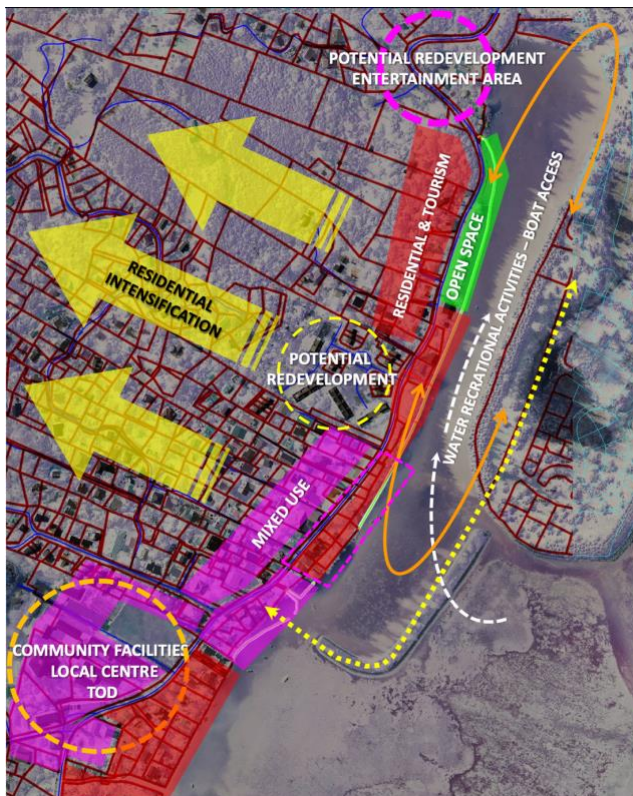 POTENTIAL REDEVELOPMENT
ENTERTAINMENT AREA
RESIDENTIAL & TOURISM
OPEN SPACE
WATER RECRATIONAL ACTIVITIES – BOAT ACCESS
RESIDENTIAL
INTENSIFICATION
POTENTIAL
REDEVELOPMENT
MIXED USE
COMMUNITY FACILITIES
LOCAL CENTRE
TOD